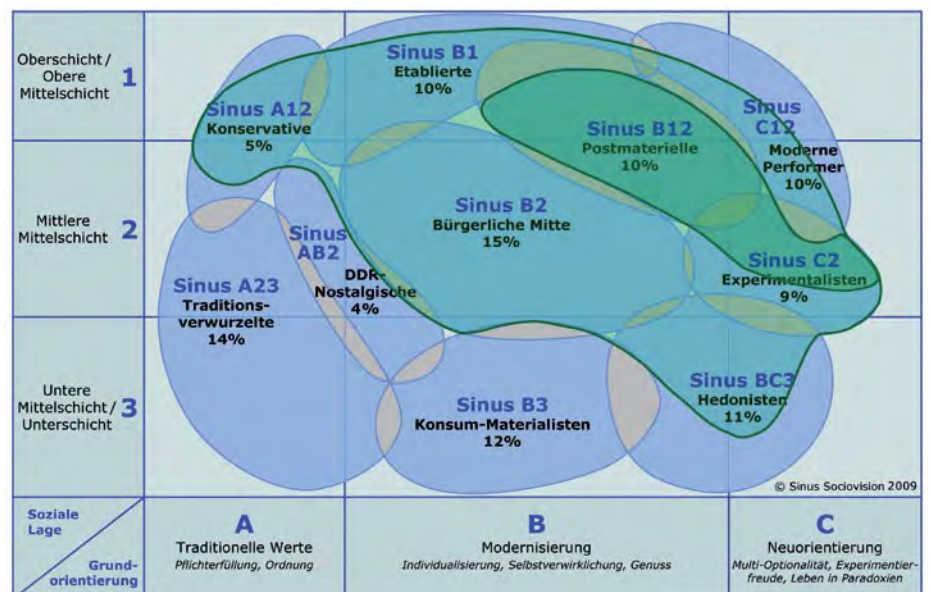 Oberschicht /
Obere
Mittelschicht
1
Mittlere
Mittelschicht
2
Untere
Mittelschicht /
Unterschicht
3
Sinus B1
Etablierte
10%
Sinus A12
Konservative
5%
Sinus B12
Postmaterielle
10%
Sinus
C12
Moderne
Performer
10%
Sinus B2
Bürgerliche Mitte
15%
Sinus
AB2
DDR-
Nostalgische
4%
Sinus A23
Traditions-
verwurzelte
14%
Sinus C2
Experimentalisten
9%
Sinus B3
Konsum-Materialisten
12%
Sinus BC3
Hedonisten
11%
© Sinus Sociovision 2009
Soziale
Lage
Grund-
orientierung
A
Traditionelle Werte
Pflichterfüllung, Ordnung
B
Modernisierung
Individualisierung, Selbstverwirklichung, Genuss
C
Neuorientierung
Multi-Optionalität, Experimentier-
freude, Leben in Paradoxien